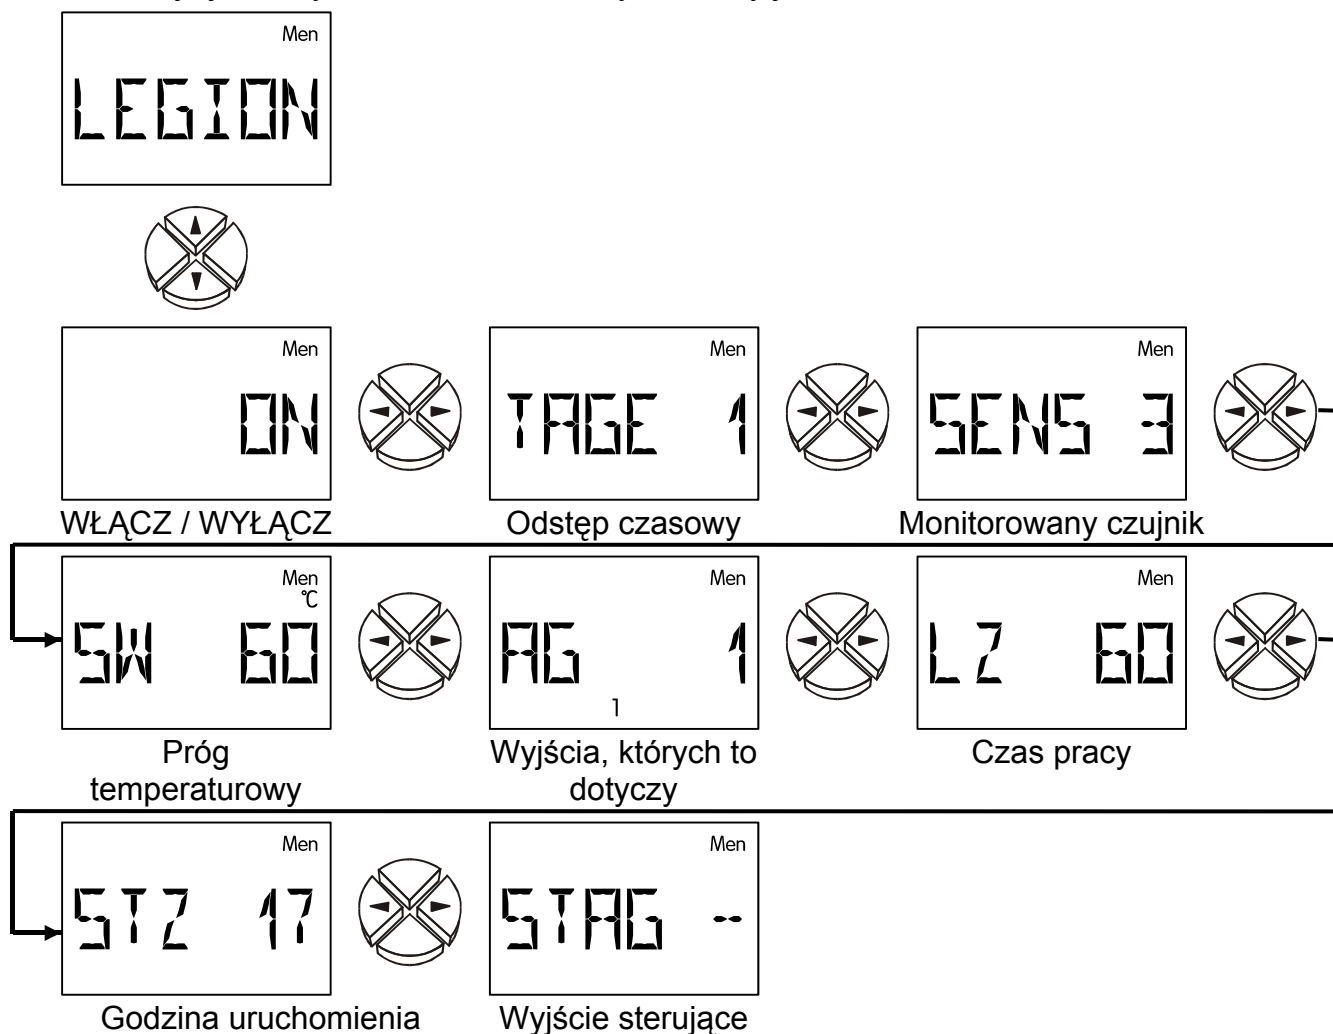 Men
LEGION
Men
ON
Men
TAGE 1
Men
SENS 3
WŁĄCZ / WYŁĄCZ
Odstęp czasowy
Monitorowany czujnik
Men
°C
SW 60
Men
AG 1
1
Men
LZ 60
Próg
temperaturowy
Wyjścia, których to
dotyczy
Czas pracy
Men
STZ 17
Men
STAG --
Godzina uruchomienia
Wyjście sterujące